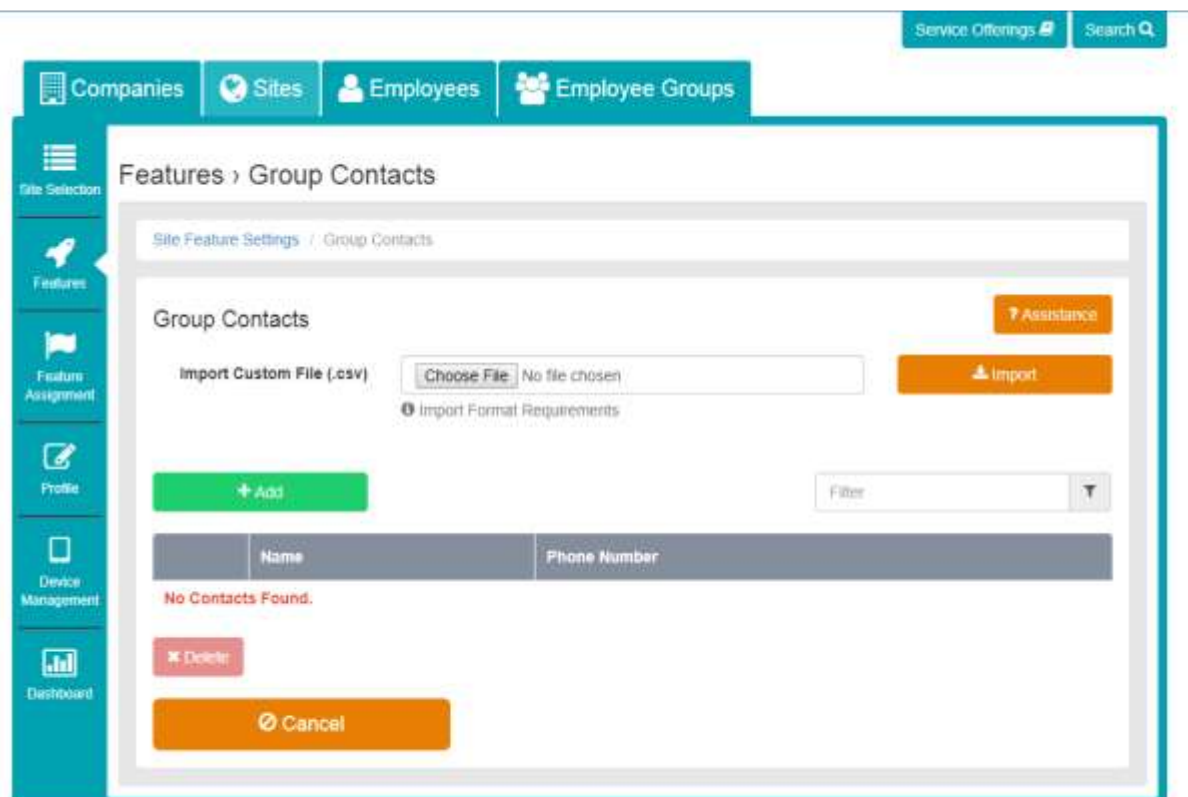 Service Offerings Search
Companies Sites Employees Employee Groups
Site Selection
Features › Group Contacts
Site Feature Settings / Group Contacts
Features
Group Contacts
? Assistance
Import Custom File (.csv) Choose File No file chosen Import
Import Format Requirements
Feature
Assignment
Profile
+ Add
Filter
Name Phone Number
No Contacts Found.
Device
Management
Delete
Dashboard
Cancel